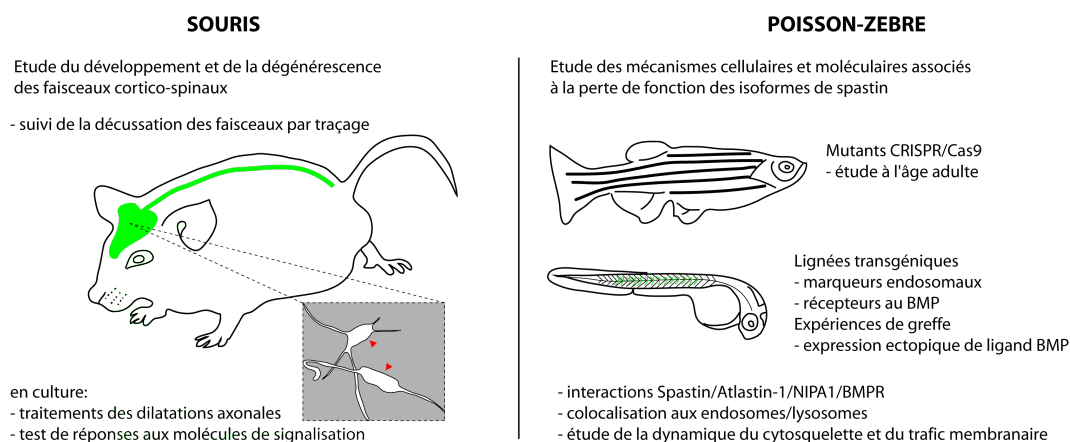 SOURIS
Etude du développement et de la dégénérescence
des faisceaux cortico-spinaux
- suivi de la décussation des faisceaux par traçage
en culture:
- traitements des dilatations axonales
- test de réponses aux molécules de signalisation
POISSON-ZEBRE
Etude des mécanismes cellulaires et moléculaires associés
à la perte de fonction des isoformes de spastin
Mutants CRISPR/Cas9
- étude à l'âge adulte
Lignées transgéniques
- marqueurs endosomaux
- récepteurs au BMP
Expériences de greffe
- expression ectopique de ligand BMP
- interactions Spastin/Atlastin-1/NIPA1/BMPR
- colocalisation aux endosomes/lysosomes
- étude de la dynamique du cytosquelette et du trafic membranaire